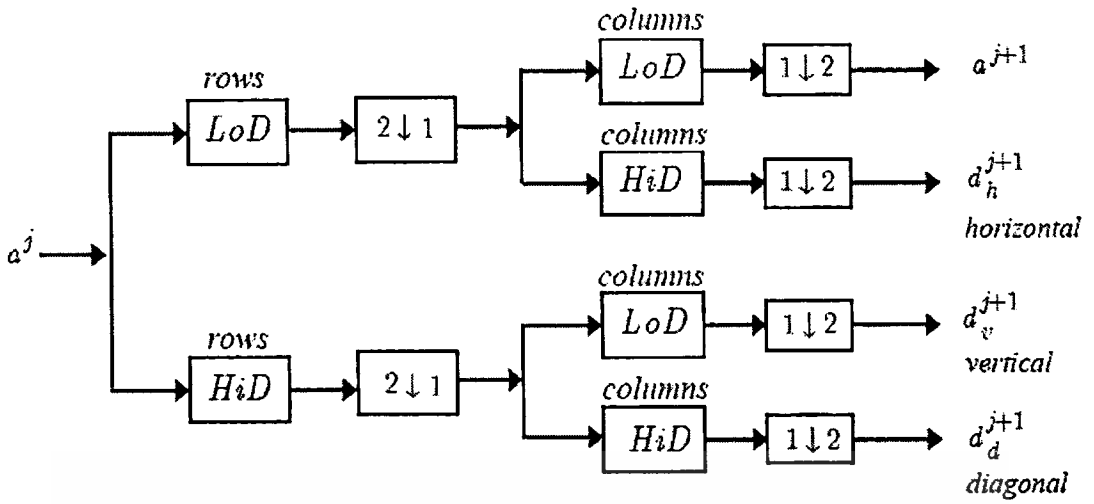 columns
LoD
1↓2
a^{j+1}
rows
LoD
2↓1
columns
HiD
1↓2
d_h^{j+1}
horizontal
a^j
columns
LoD
1↓2
d_v^{j+1}
vertical
rows
HiD
2↓1
columns
HiD
1↓2
d_d^{j+1}
diagonal